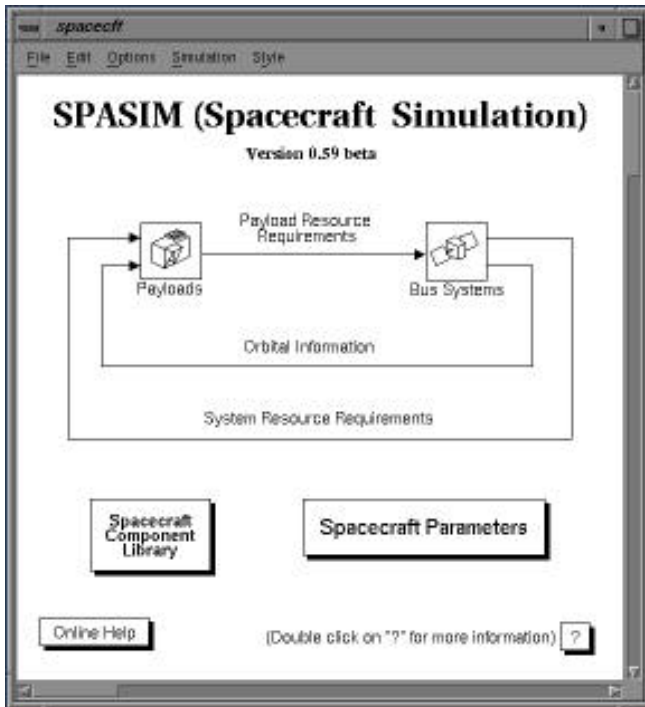 spacecff
File Edit Options Simulation Style
SPASIM (Spacecraft Simulation)
Version 0.59 beta
Payload Resource
Requirements
Payloads
Bus Systems
Orbital Information
System Resource Requirements
Spacecraft
Component
Library
Spacecraft Parameters
Online Help
(Double click on "?" for more information) ?